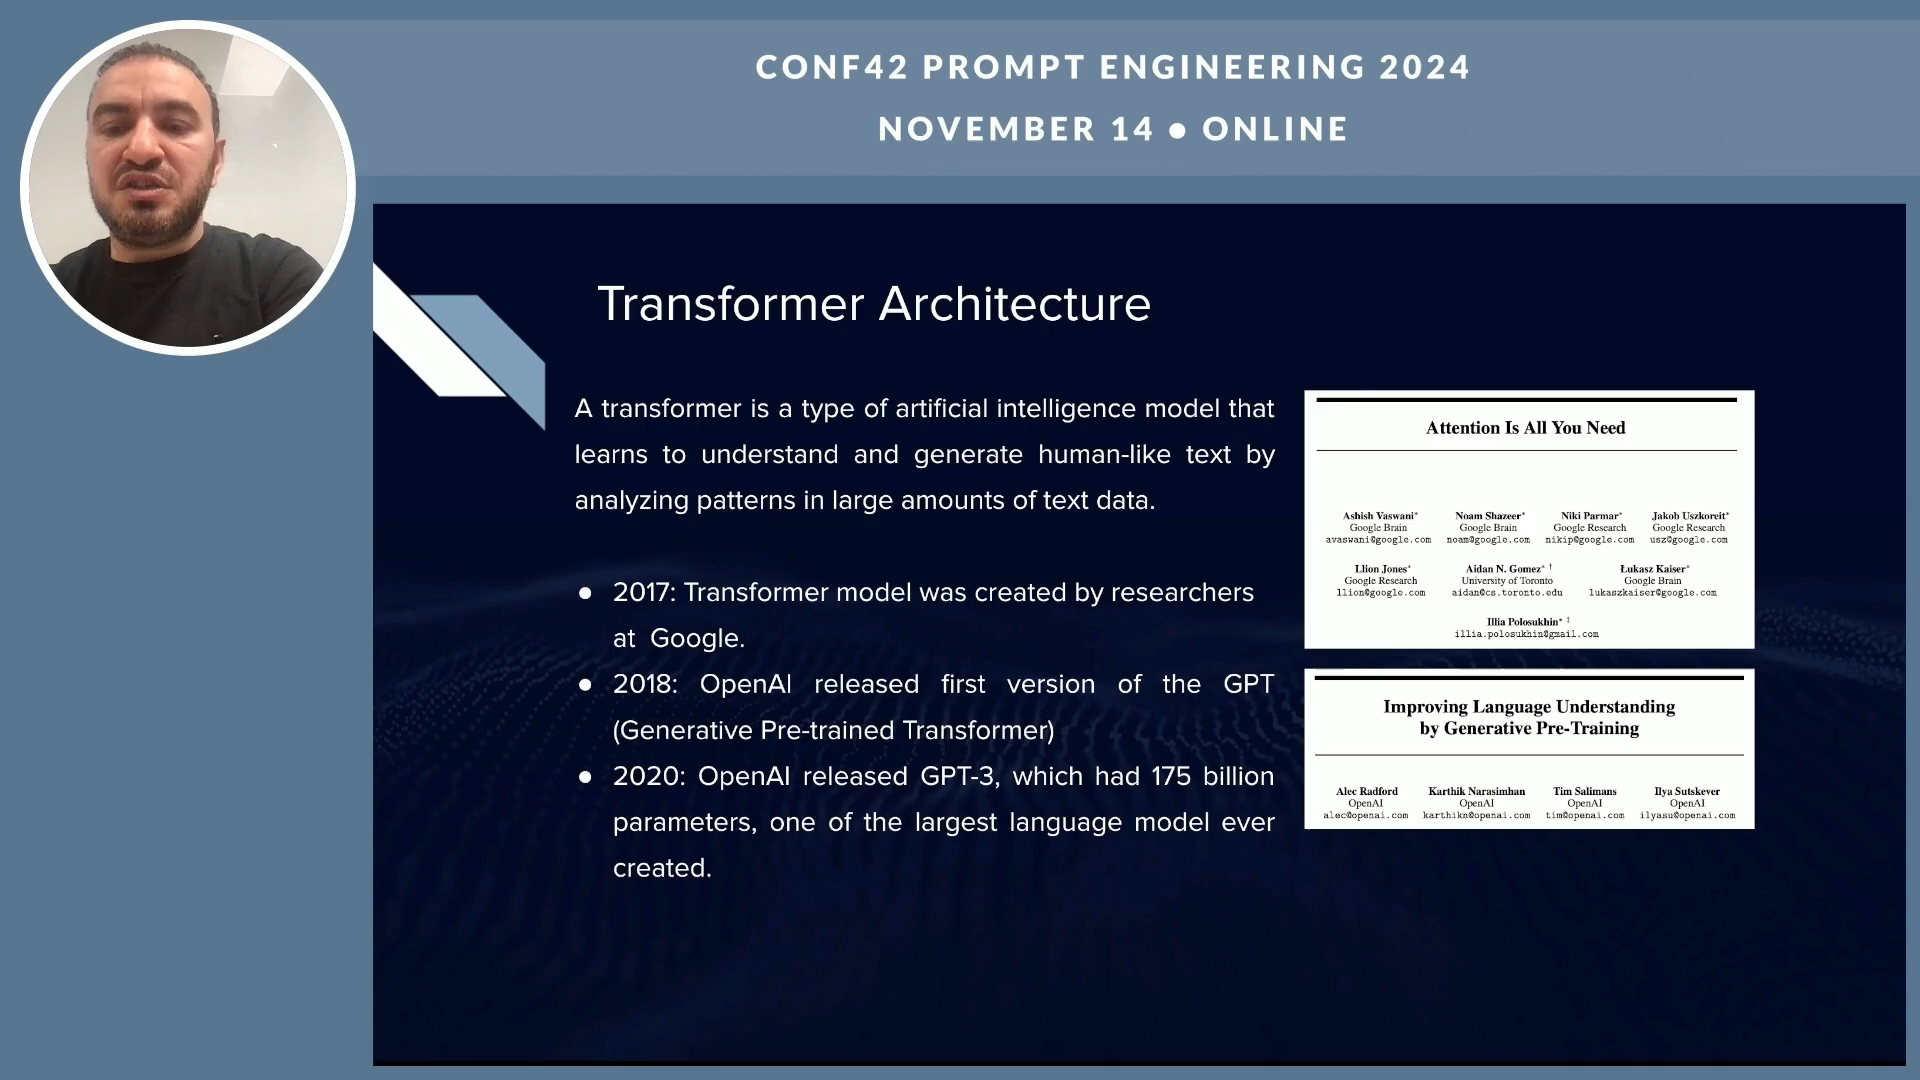 CONF42 PROMPT ENGINEERING 2024
NOVEMBER 14 ● ONLINE
Transformer Architecture
A transformer is a type of artificial intelligence model that
learns to understand and generate human-like text by
analyzing patterns in large amounts of text data.
● 2017: Transformer model was created by researchers
at Google.
● 2018: OpenAI released first version of the GPT
(Generative Pre-trained Transformer)
● 2020: OpenAI released GPT-3, which had 175 billion
parameters, one of the largest language model ever
created.
Attention Is All You Need
Ashish Vaswani* Noam Shazeer* Niki Parmar* Jakob Uszkoreit*
Google Brain Google Brain Google Research Google Research
avaswani@google.com noam@google.com nikip@google.com usz@google.com
Llion Jones* Aidan N. Gomez* † Łukasz Kaiser*
Google Research University of Toronto Google Brain
llion@google.com aidan@cs.toronto.edu lukaszkaiser@google.com
Illia Polosukhin* ‡
illia.polosukhin@gmail.com
Improving Language Understanding
by Generative Pre-Training
Alec Radford Karthik Narasimhan Tim Salimans Ilya Sutskever
OpenAI OpenAI OpenAI OpenAI
alec@openai.com karthikn@openai.com tim@openai.com ilyasu@openai.com